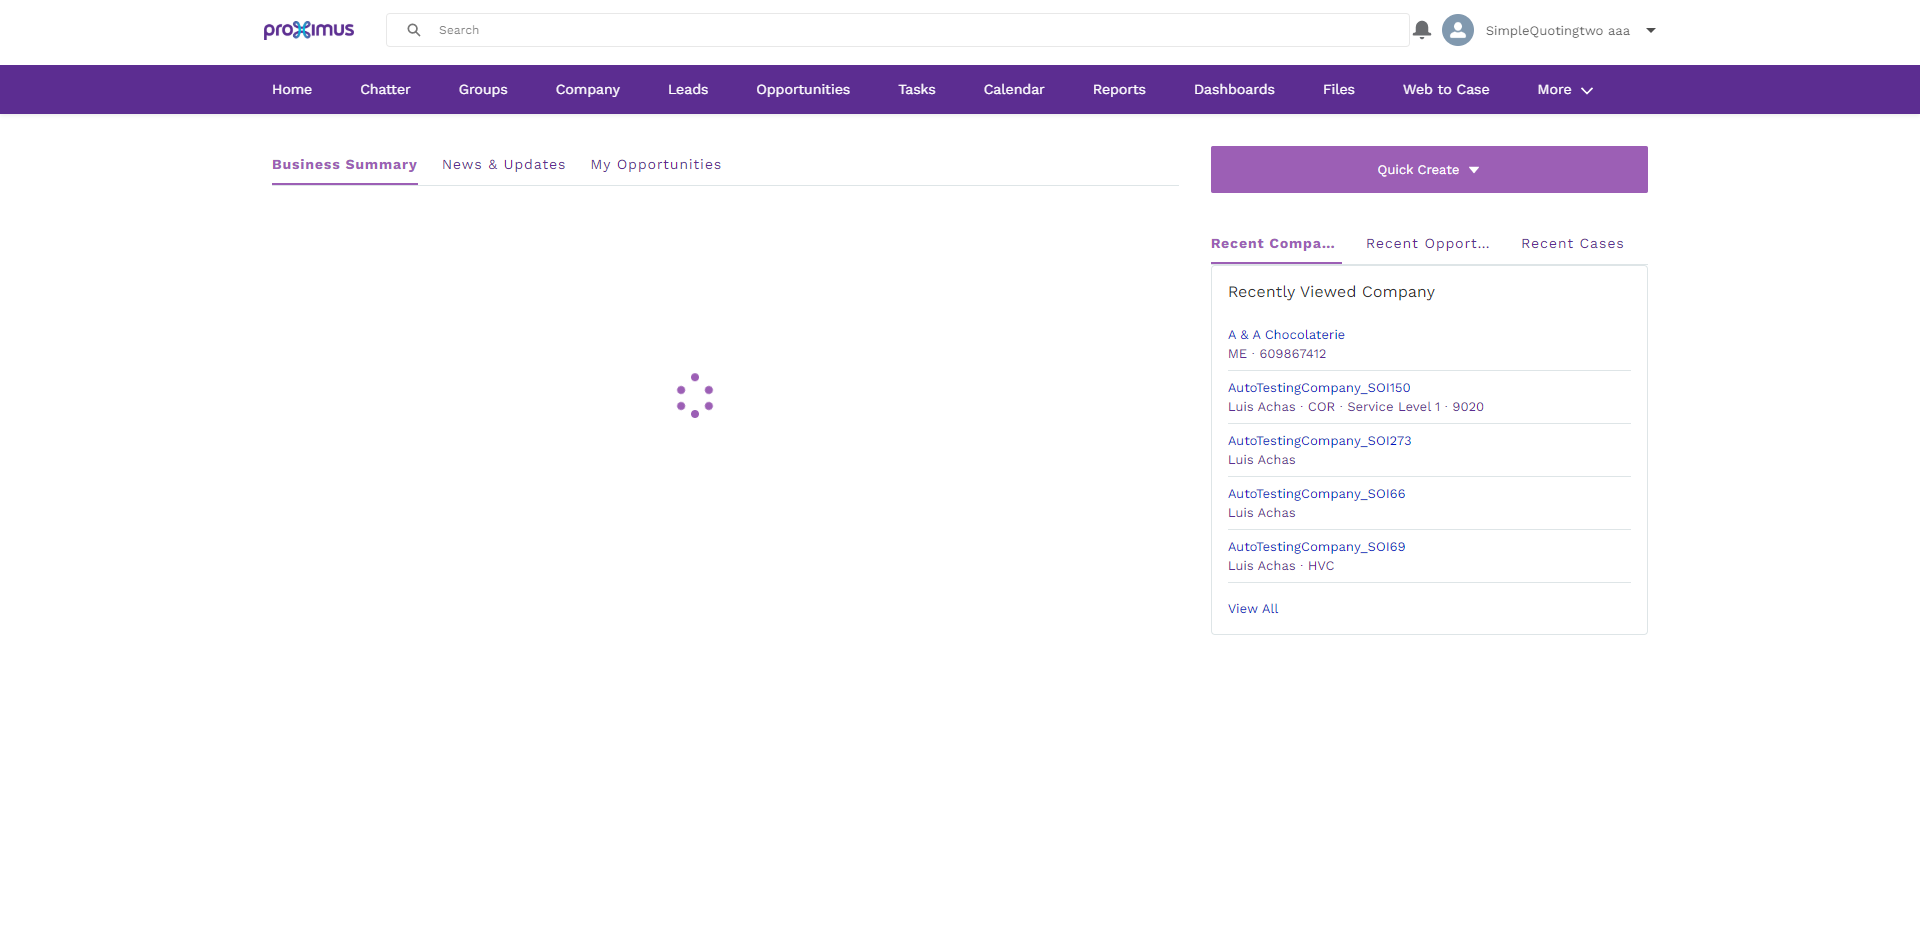 proximus
Search
SimpleQuotingtwo aaa
Home Chatter Groups Company Leads Opportunities Tasks Calendar Reports Dashboards Files Web to Case More
Business Summary News & Updates My Opportunities
Quick Create
Recent Compa... Recent Opport... Recent Cases
Recently Viewed Company
A & A Chocolaterie
ME · 609867412
AutoTestingCompany_SOI150
Luis Achas · COR · Service Level 1 · 9020
AutoTestingCompany_SOI273
Luis Achas
AutoTestingCompany_SOI66
Luis Achas
AutoTestingCompany_SOI69
Luis Achas · HVC
View All